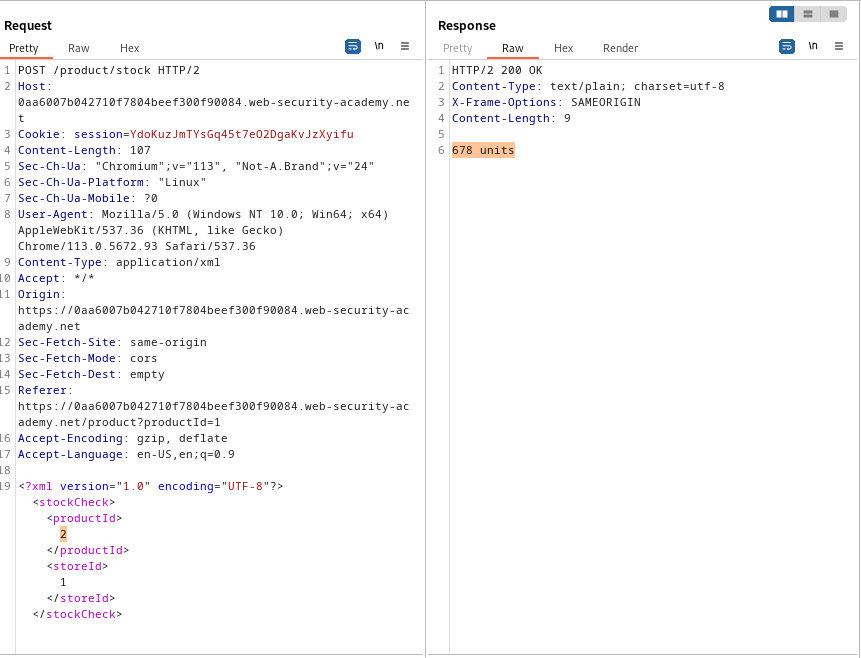 Request
Pretty Raw Hex \n
1 POST /product/stock HTTP/2
2 Host:
0aa6007b042710f7804beef300f90084.web-security-academy.ne
t
3 Cookie: session=YdoKuzJmTYsGq45t7eO2DgaKvJzXyifu
4 Content-Length: 107
5 Sec-Ch-Ua: "Chromium";v="113", "Not-A.Brand";v="24"
6 Sec-Ch-Ua-Platform: "Linux"
7 Sec-Ch-Ua-Mobile: ?0
8 User-Agent: Mozilla/5.0 (Windows NT 10.0; Win64; x64)
AppleWebKit/537.36 (KHTML, like Gecko)
Chrome/113.0.5672.93 Safari/537.36
9 Content-Type: application/xml
10 Accept: */*
11 Origin:
https://0aa6007b042710f7804beef300f90084.web-security-ac
ademy.net
12 Sec-Fetch-Site: same-origin
13 Sec-Fetch-Mode: cors
14 Sec-Fetch-Dest: empty
15 Referer:
https://0aa6007b042710f7804beef300f90084.web-security-ac
ademy.net/product?productId=1
16 Accept-Encoding: gzip, deflate
17 Accept-Language: en-US,en;q=0.9
18
19 <?xml version="1.0" encoding="UTF-8"?>
<stockCheck>
<productId>
2
</productId>
<storeId>
1
</storeId>
</stockCheck>
Response
Pretty Raw Hex Render \n
1 HTTP/2 200 OK
2 Content-Type: text/plain; charset=utf-8
3 X-Frame-Options: SAMEORIGIN
4 Content-Length: 9
5
6 678 units